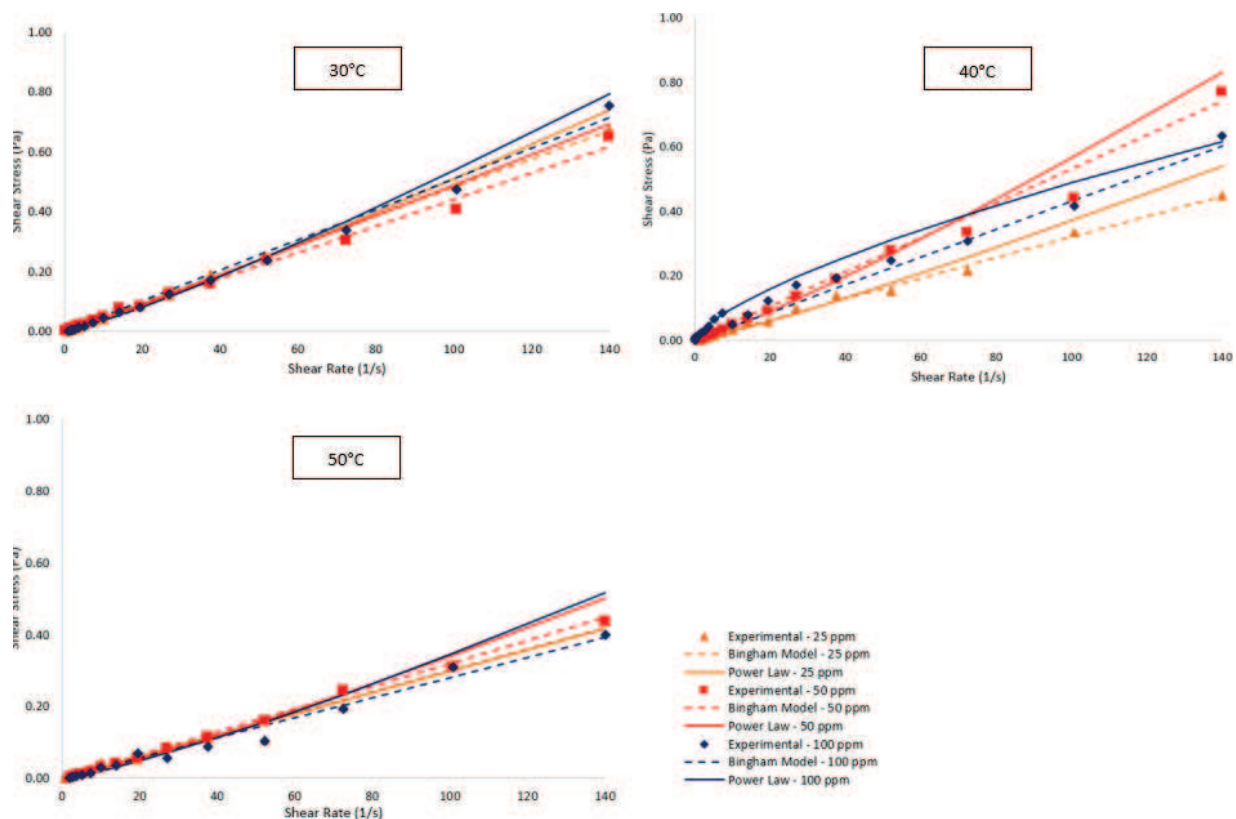 30°C
1.00
0.80
0.60
0.40
0.20
0.00
Shear Stress (Pa)
0 20 40 60 80 100 120 140
Shear Rate (1/s)
40°C
1.00
0.80
0.60
0.40
0.20
0.00
Shear Stress (Pa)
0 20 40 60 80 100 120 140
Shear Rate (1/s)
50°C
1.00
0.80
0.60
0.40
0.20
0.00
Shear Stress (Pa)
0 20 40 60 80 100 120 140
Shear Rate (1/s)
Experimental - 25 ppm
Bingham Model - 25 ppm
Power Law - 25 ppm
Experimental - 50 ppm
Bingham Model - 50 ppm
Power Law - 50 ppm
Experimental - 100 ppm
Bingham Model - 100 ppm
Power Law - 100 ppm